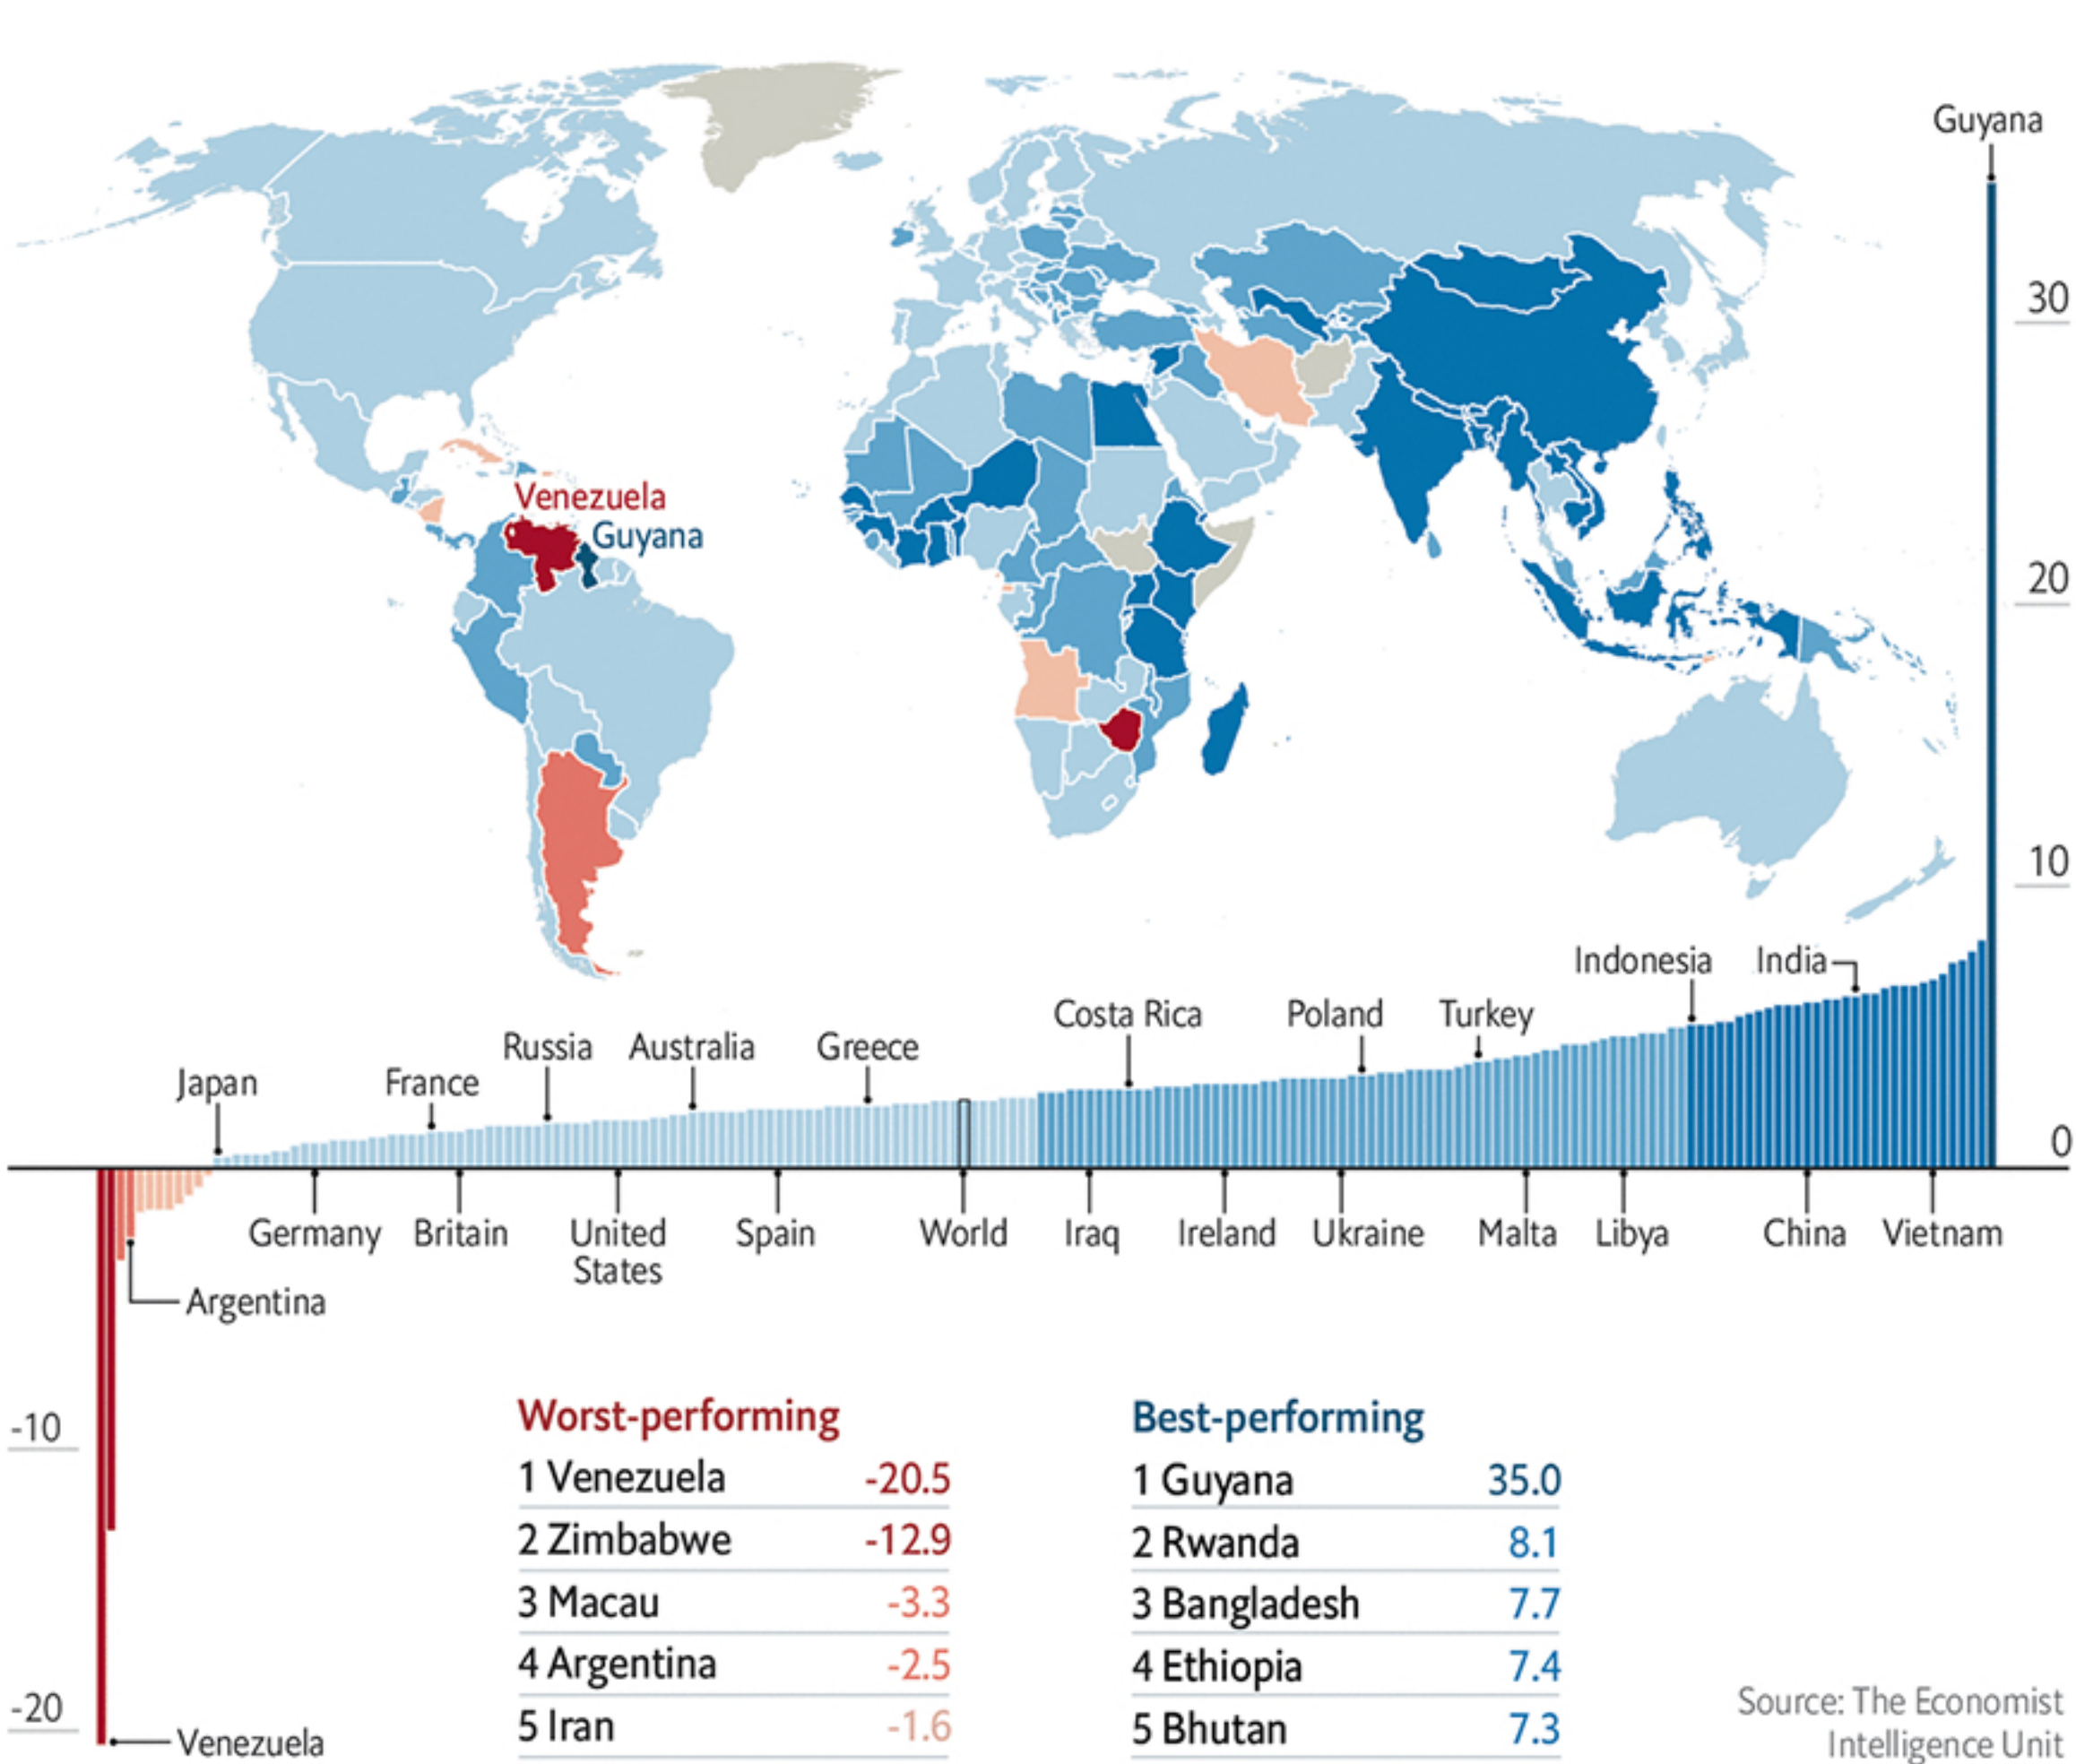 Guyana
30
Venezuela
Guyana
20
10
Indonesia
India
Costa Rica
Poland
Turkey
Russia
Australia
Greece
Japan
France
0
Germany
Britain
United
States
Spain
World
Iraq
Ireland
Ukraine
Malta
Libya
China
Vietnam
Argentina
-10
-20
Venezuela
Worst-performing
1 Venezuela -20.5
2 Zimbabwe -12.9
3 Macau -3.3
4 Argentina -2.5
5 Iran -1.6
Best-performing
1 Guyana 35.0
2 Rwanda 8.1
3 Bangladesh 7.7
4 Ethiopia 7.4
5 Bhutan 7.3
Source: The Economist
Intelligence Unit